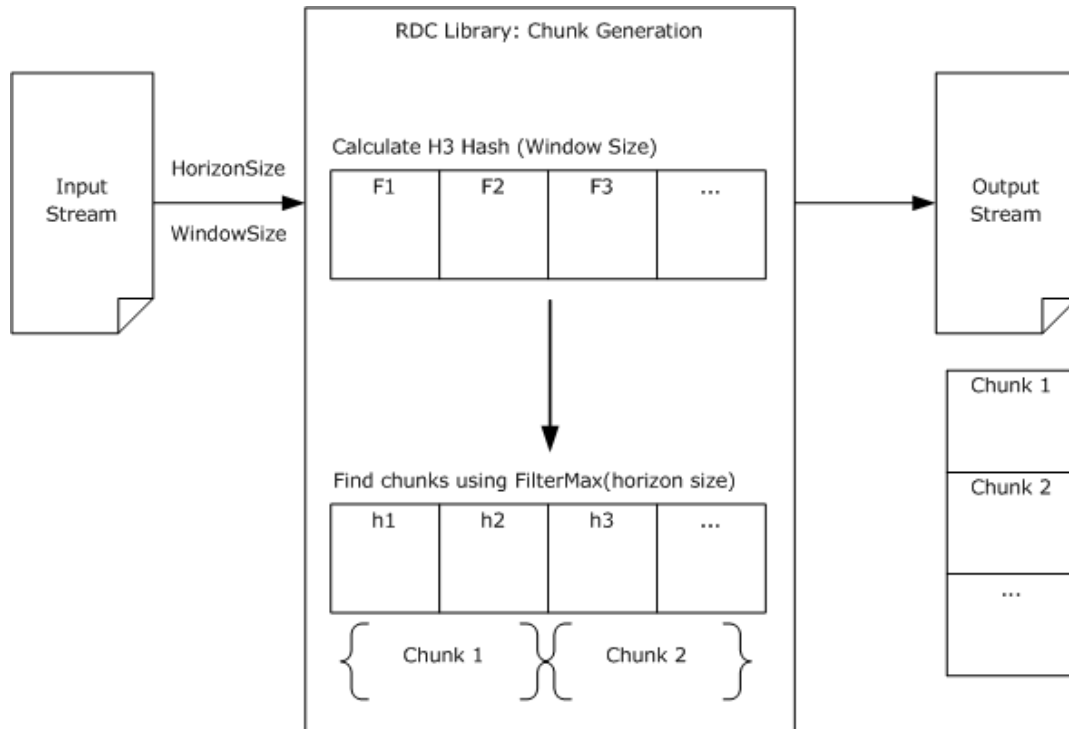 RDC Library: Chunk Generation
Input
Stream
HorizonSize
WindowSize
Calculate H3 Hash (Window Size)
F1 F2 F3 ...
Output
Stream
Find chunks using FilterMax(horizon size)
h1 h2 h3 ...
Chunk 1 Chunk 2
Chunk 1
Chunk 2
...